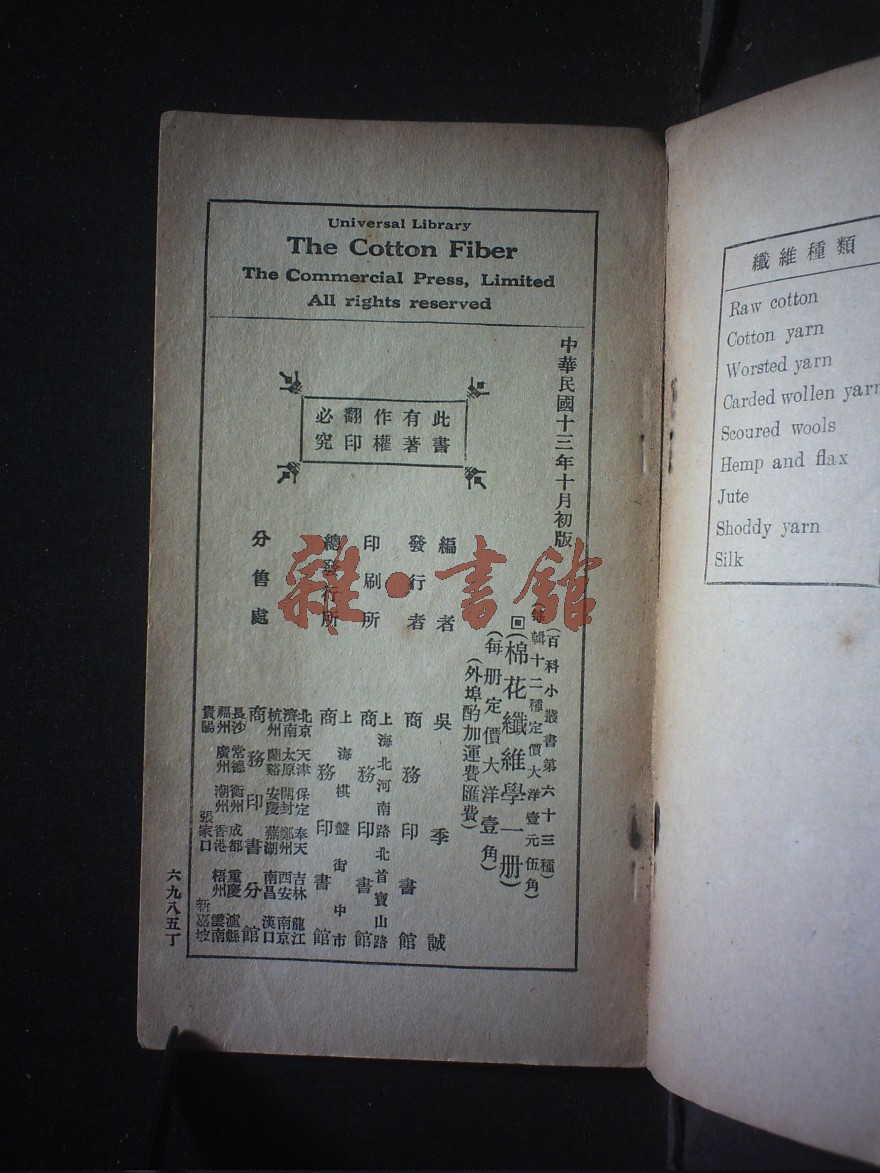 Universal Library
The Cotton Fiber
The Commercial Press, Limited
All rights reserved
中華民國十三年十月初版
此書
有著
作權
翻印
必究
(百科小叢書第六十三種)
(每輯十二種定價大洋壹元伍角)
(棉花纖維學一册)
(每册定價大洋壹角)
(外埠酌加運費匯費)
編者 吳季誠
發行者 商務印書館
上海北河南路北首寶山路
印刷所 商務印書館
上海棋盤街中市
總發行所 商務印書館
分售處
北京 天津 保定 奉天 吉林 龍江
濟南 太原 開封 鄭州 西安 南京
杭州 蘭谿 安慶 蕪湖 南昌 漢口
商務印書分館
長沙 常德 衡州 成都 重慶 瀘縣
福州 廣州 潮州 香港 梧州 雲南
貴陽 張家口 新嘉坡
六九八五丁
雜·書館
纖維種類
Raw cotton
Cotton yarn
Worsted yarn
Carded wollen yarn
Scoured wools
Hemp and flax
Jute
Shoddy yarn
Silk